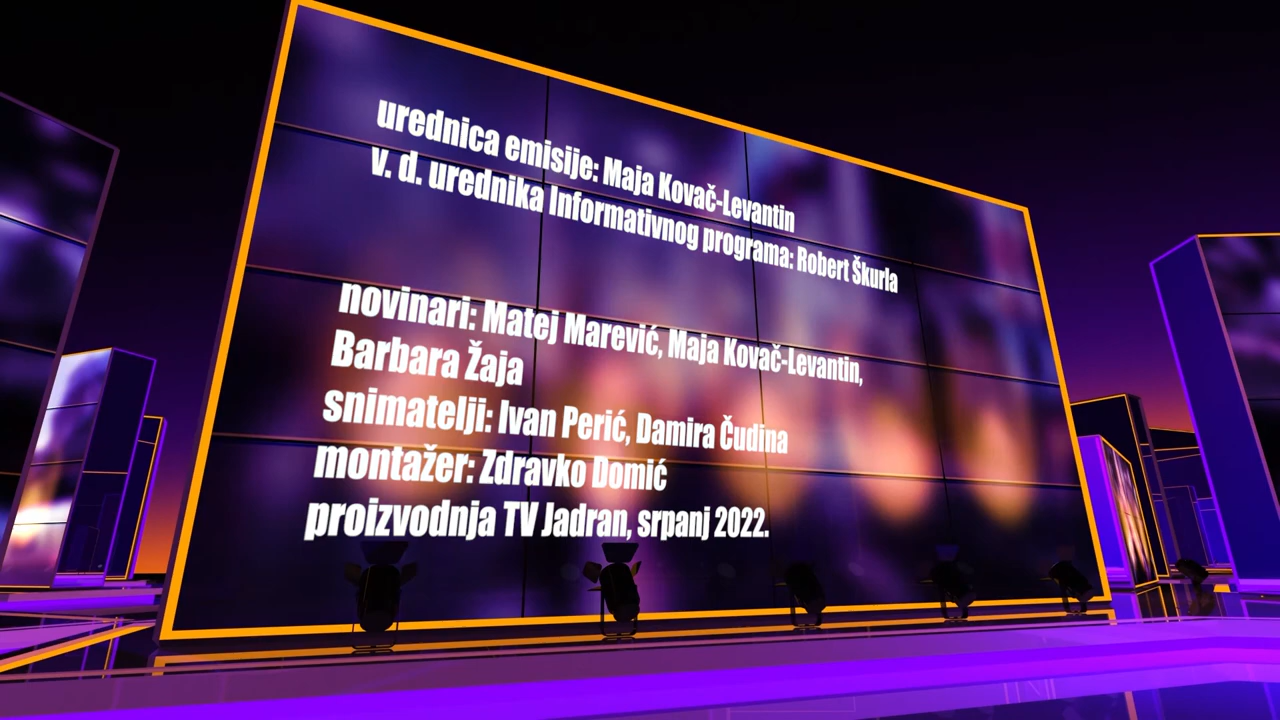 urednica emisije: Maja Kovač-Levantin
v. d. urednika Informativnog programa: Robert Škurla
novinari: Matej Marević, Maja Kovač-Levantin,
Barbara Žaja
snimatelji: Ivan Perić, Damira Čudina
montažer: Zdravko Domić
proizvodnja TV Jadran, srpanj 2022.